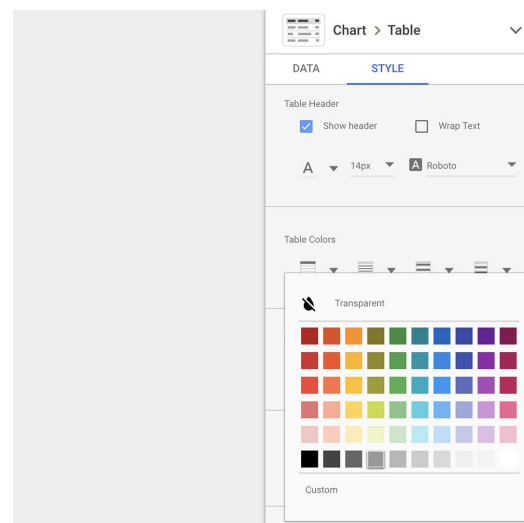 Chart > Table
DATA STYLE
Table Header
Show header Wrap Text
A 14px A Roboto
Table Colors
Transparent
Custom